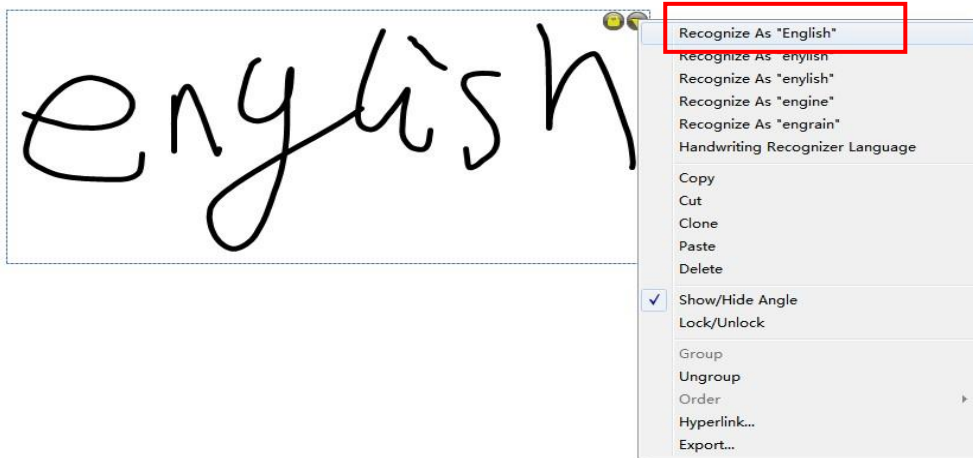 english
Recognize As "English"
Recognize As "enylish"
Recognize As "enylish"
Recognize As "engine"
Recognize As "engrain"
Handwriting Recognizer Language
Copy
Cut
Clone
Paste
Delete
Show/Hide Angle
Lock/Unlock
Group
Ungroup
Order
Hyperlink...
Export...